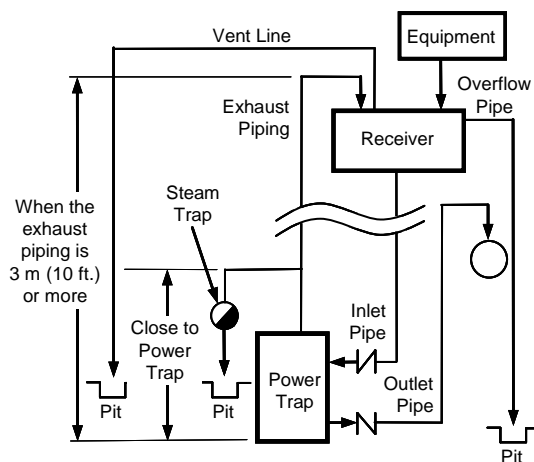 Vent Line
Equipment
Exhaust
Piping
Overflow
Pipe
Receiver
Steam
Trap
When the
exhaust
piping is
3 m (10 ft.)
or more
Close to
Power
Trap
Inlet
Pipe
Power
Trap
Outlet
Pipe
Pit
Pit
Pit